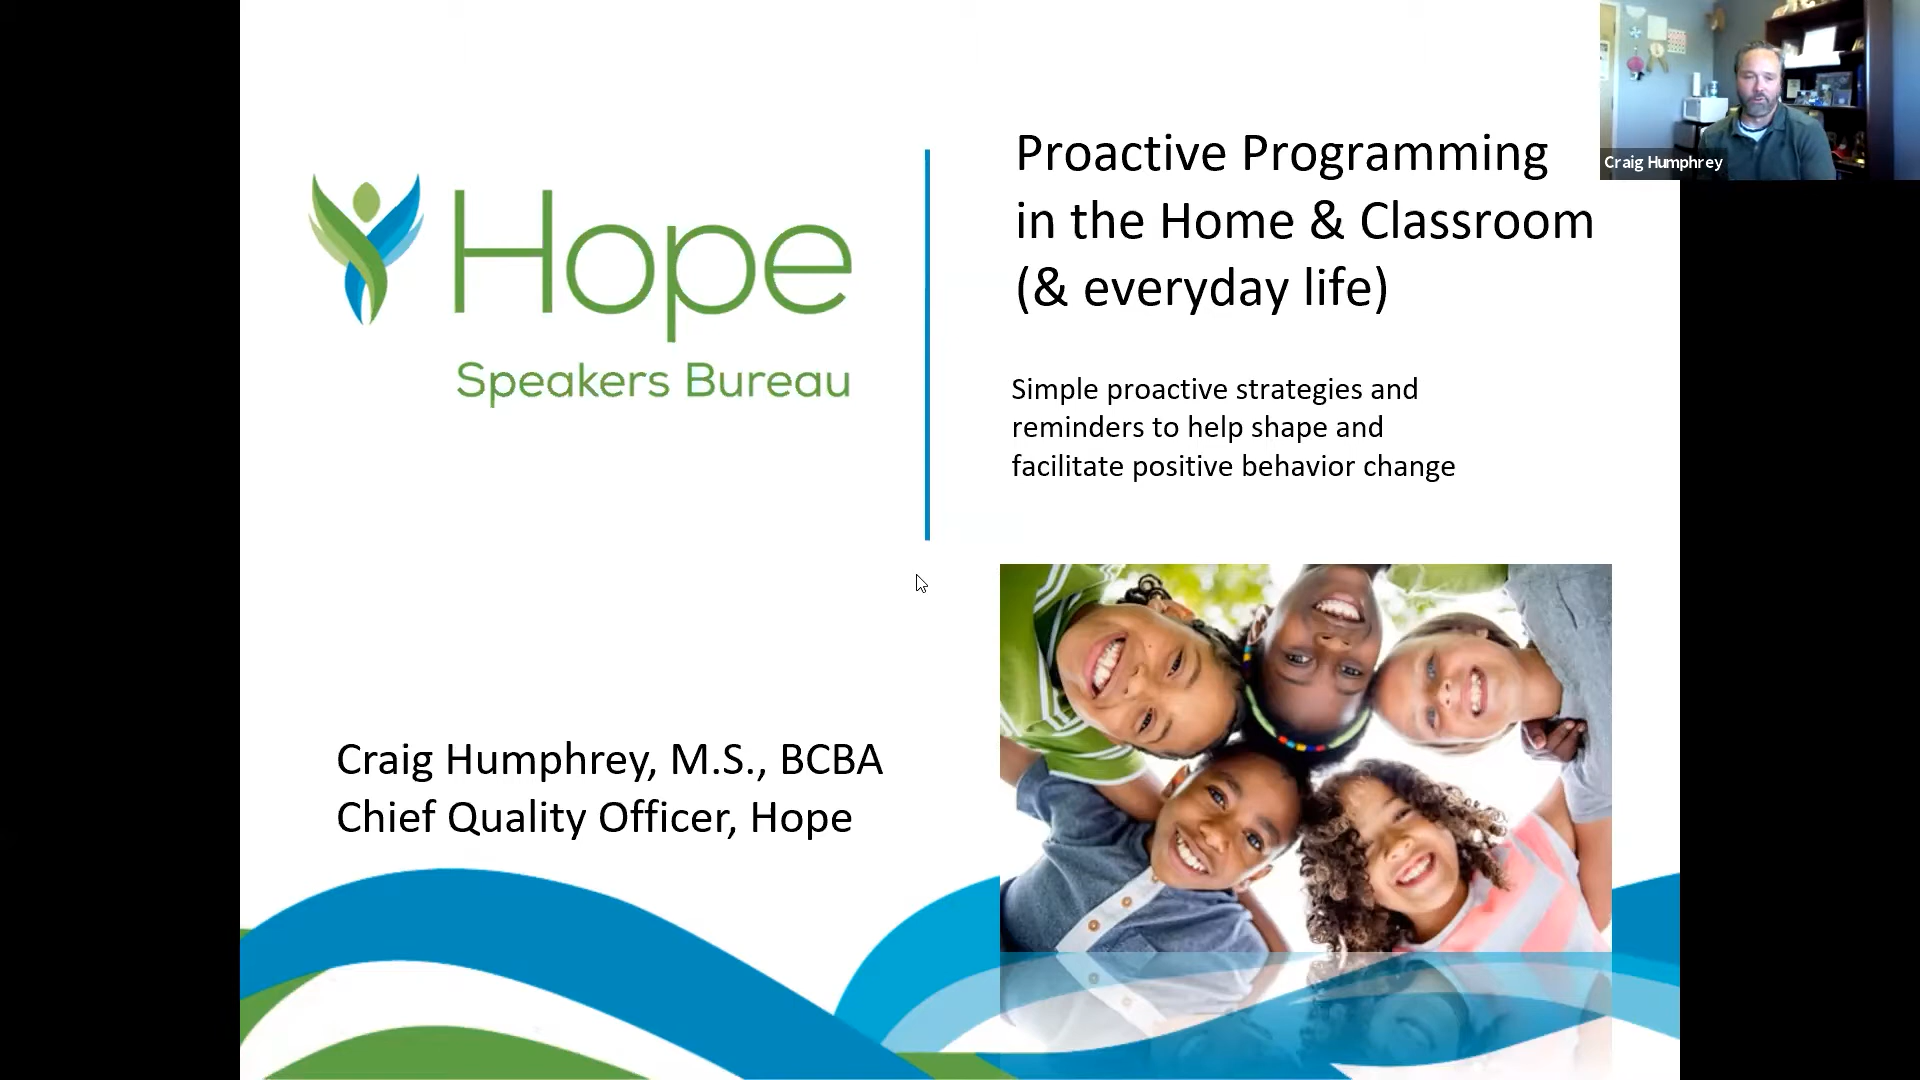 Hope
Speakers Bureau
Proactive Programming
in the Home & Classroom
(& everyday life)
Simple proactive strategies and
reminders to help shape and
facilitate positive behavior change
Craig Humphrey
Craig Humphrey, M.S., BCBA
Chief Quality Officer, Hope